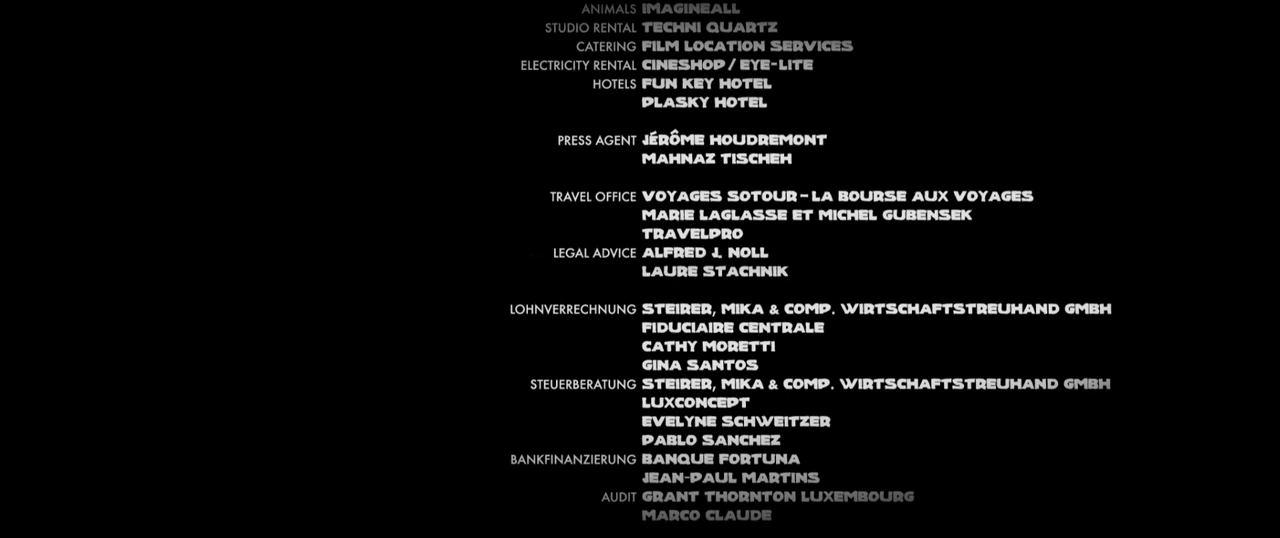 ANIMALS IMAGINEALL
STUDIO RENTAL TECHNI QUARTZ
CATERING FILM LOCATION SERVICES
ELECTRICITY RENTAL CINESHOP / EYE-LITE
HOTELS FUN KEY HOTEL
PLASKY HOTEL
PRESS AGENT JÉRÔME HOUDREMONT
MAHNAZ TISCHEH
TRAVEL OFFICE VOYAGES SOTOUR – LA BOURSE AUX VOYAGES
MARIE LAGLASSE ET MICHEL GUBENSEK
TRAVELPRO
LEGAL ADVICE ALFRED J. NOLL
LAURE STACHNIK
LOHNVERRECHNUNG STEIRER, MIKA & COMP. WIRTSCHAFTSTREUHAND GMBH
FIDUCIAIRE CENTRALE
CATHY MORETTI
GINA SANTOS
STEUERBERATUNG STEIRER, MIKA & COMP. WIRTSCHAFTSTREUHAND GMBH
LUXCONCEPT
EVELYNE SCHWEITZER
PABLO SANCHEZ
BANKFINANZIERUNG BANQUE FORTUNA
JEAN-PAUL MARTINS
AUDIT GRANT THORNTON LUXEMBOURG
MARCO CLAUDE